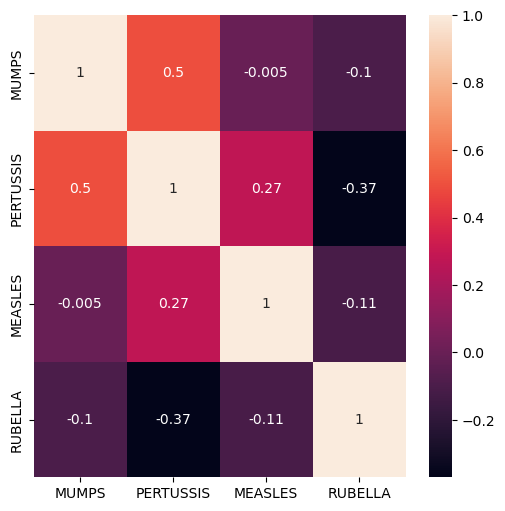 MUMPS 1 0.5 -0.005 -0.1
PERTUSSIS 0.5 1 0.27 -0.37
MEASLES -0.005 0.27 1 -0.11
RUBELLA -0.1 -0.37 -0.11 1
MUMPS PERTUSSIS MEASLES RUBELLA
1.0
0.8
0.6
0.4
0.2
0.0
−0.2